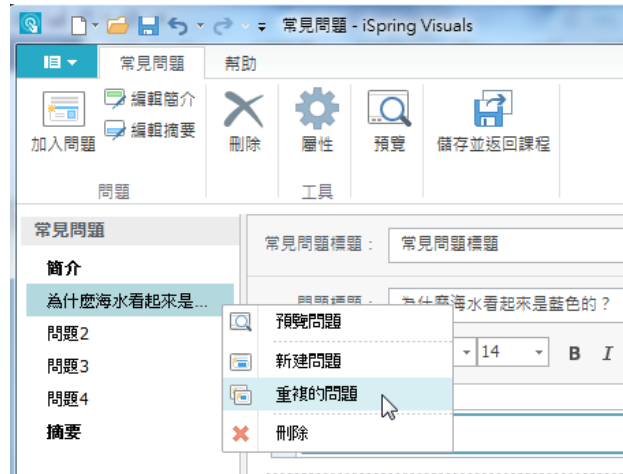 常見問題 - iSpring Visuals
常見問題 幫助
編輯簡介
編輯摘要
加入問題 刪除 屬性 預覽 儲存並返回課程
問題 工具
常見問題
常見問題標題： 常見問題標題
簡介
為什麼海水看起來是...
問題標題： 為什麼海水看起來是藍色的？
預覽問題
問題2
14 B I
新建問題
問題3
重複的問題
問題4
刪除
摘要